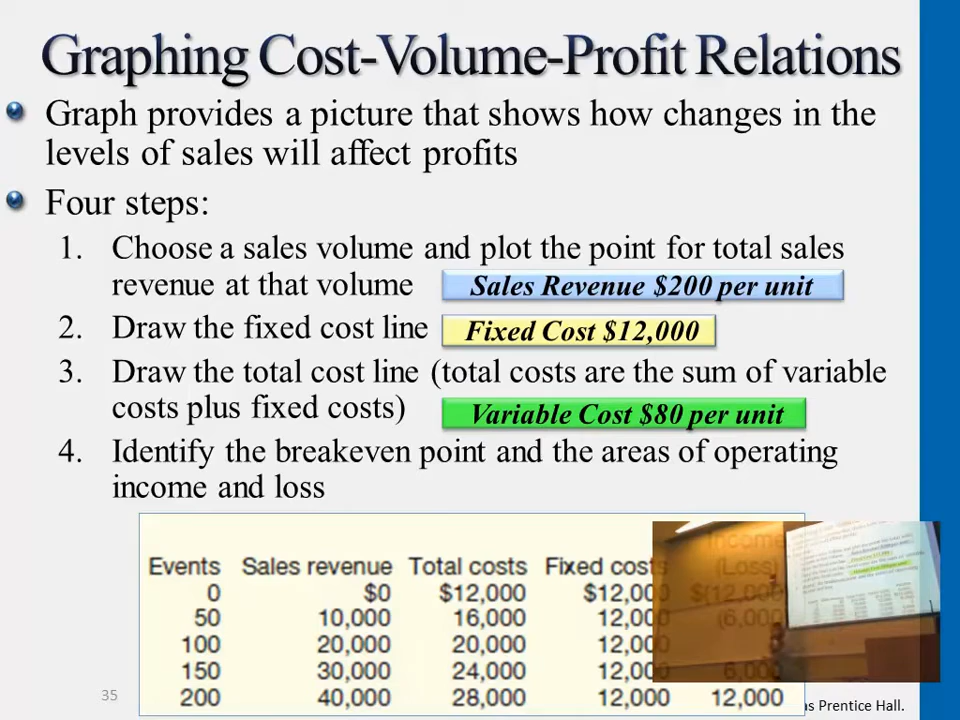 Graphing Cost-Volume-Profit Relations
Graph provides a picture that shows how changes in the
levels of sales will affect profits
Four steps:
1. Choose a sales volume and plot the point for total sales
revenue at that volume
Sales Revenue $200 per unit
2. Draw the fixed cost line
Fixed Cost $12,000
3. Draw the total cost line (total costs are the sum of variable
costs plus fixed costs)
Variable Cost $80 per unit
4. Identify the breakeven point and the areas of operating
income and loss
Income
Events Sales revenue Total costs Fixed costs (Loss)
0 $0 $12,000 $12,000 $(12,000
50 10,000 16,000 12,000 (6,000
100 20,000 20,000 12,000 0
150 30,000 24,000 12,000 6,000
200 40,000 28,000 12,000 12,000
35
as Prentice Hall.